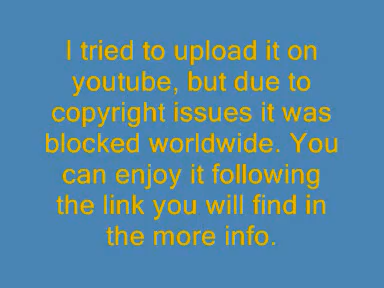 I tried to upload it on
youtube, but due to
copyright issues it was
blocked worldwide. You
can enjoy it following
the link you will find in
the more info.